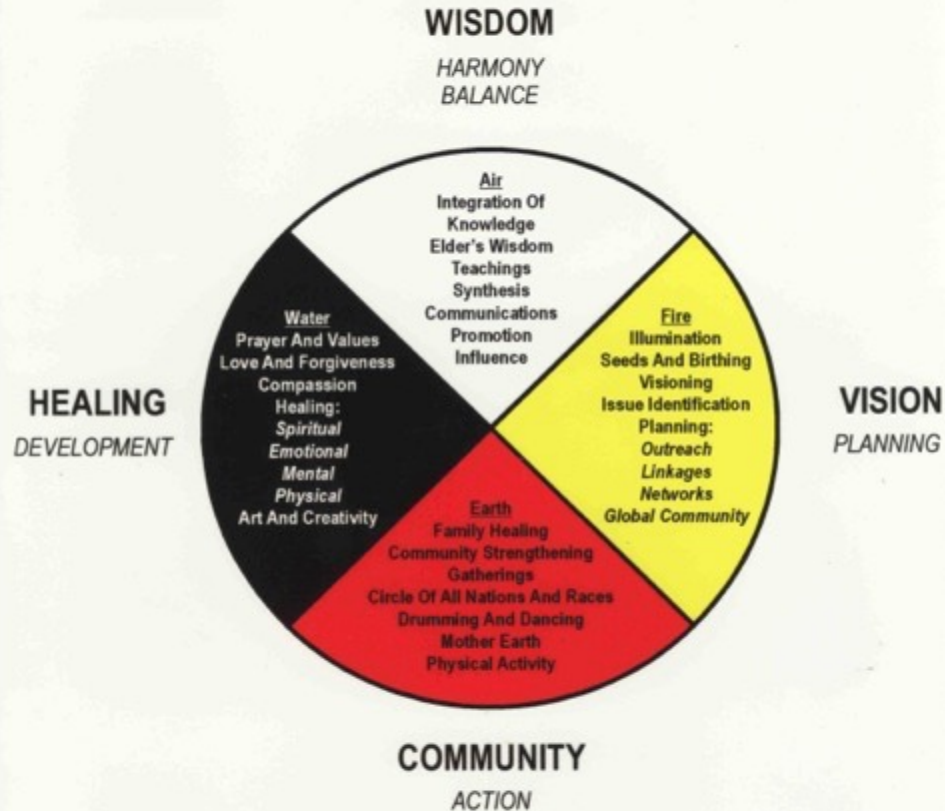 WISDOM
HARMONY
BALANCE
Air
Integration Of
Knowledge
Elder's Wisdom
Teachings
Synthesis
Communications
Promotion
Influence
HEALING
DEVELOPMENT
Water
Prayer And Values
Love And Forgiveness
Compassion
Healing:
Spiritual
Emotional
Mental
Physical
Art And Creativity
Fire
Illumination
Seeds And Birthing
Visioning
Issue Identification
Planning:
Outreach
Linkages
Networks
Global Community
VISION
PLANNING
Earth
Family Healing
Community Strengthening
Gatherings
Circle Of All Nations And Races
Drumming And Dancing
Mother Earth
Physical Activity
COMMUNITY
ACTION